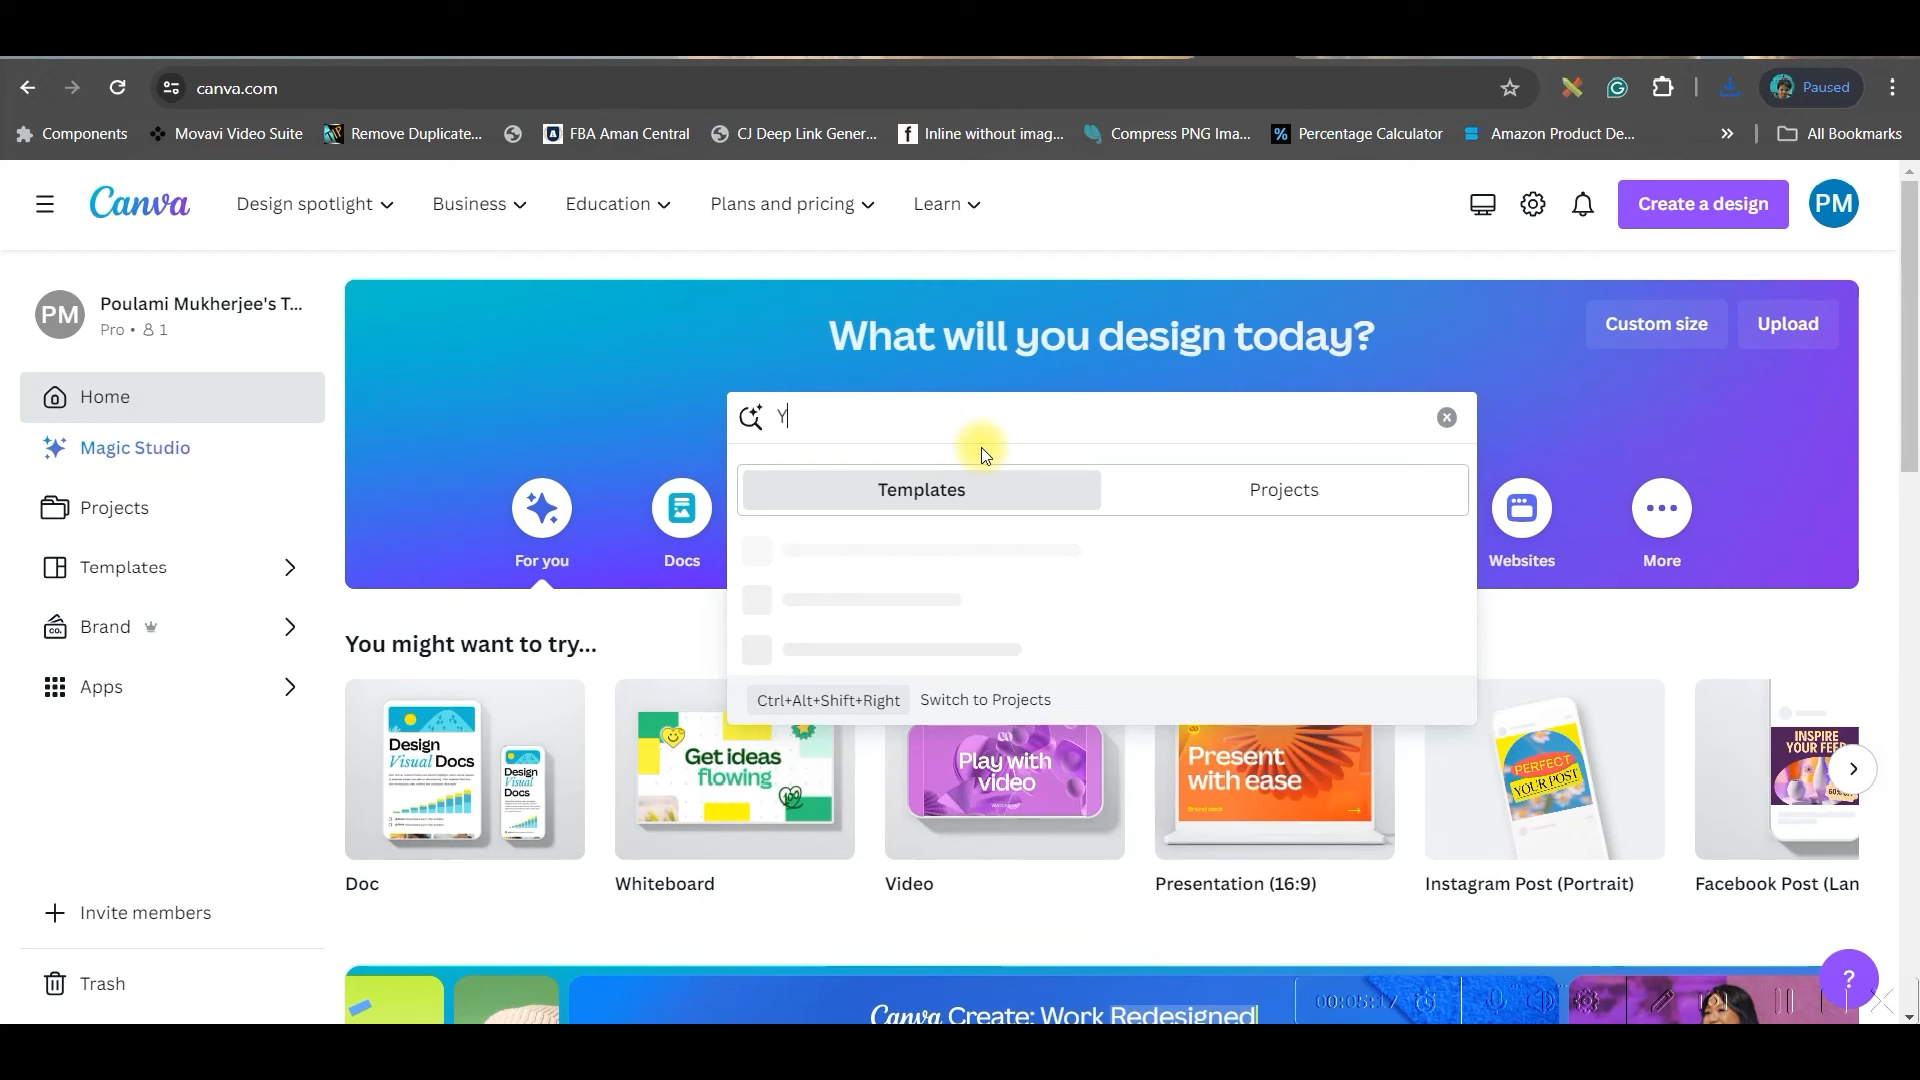 canva.com
Paused
Components
Movavi Video Suite
Remove Duplicate...
FBA Aman Central
CJ Deep Link Gener...
Inline without imag...
Compress PNG Ima...
Percentage Calculator
Amazon Product De...
All Bookmarks
Canva
Design spotlight
Business
Education
Plans and pricing
Learn
Create a design
PM
PM
Poulami Mukherjee's T...
Pro • 1
Home
Magic Studio
Projects
Templates
Brand
Apps
Invite members
Trash
What will you design today?
Custom size
Upload
Y
Templates
Projects
Ctrl+Alt+Shift+Right Switch to Projects
For you
Docs
Websites
More
You might want to try...
Design
Visual Docs
Design
Visual
Docs
Get ideas
flowing
100
Play with
video
Present
with ease
PERFECT
YOUR POST
INSPIRE
YOUR FEE
Doc
Whiteboard
Video
Presentation (16:9)
Instagram Post (Portrait)
Facebook Post (Lan
Canva Create: Work Redesigned
00:05:17
?